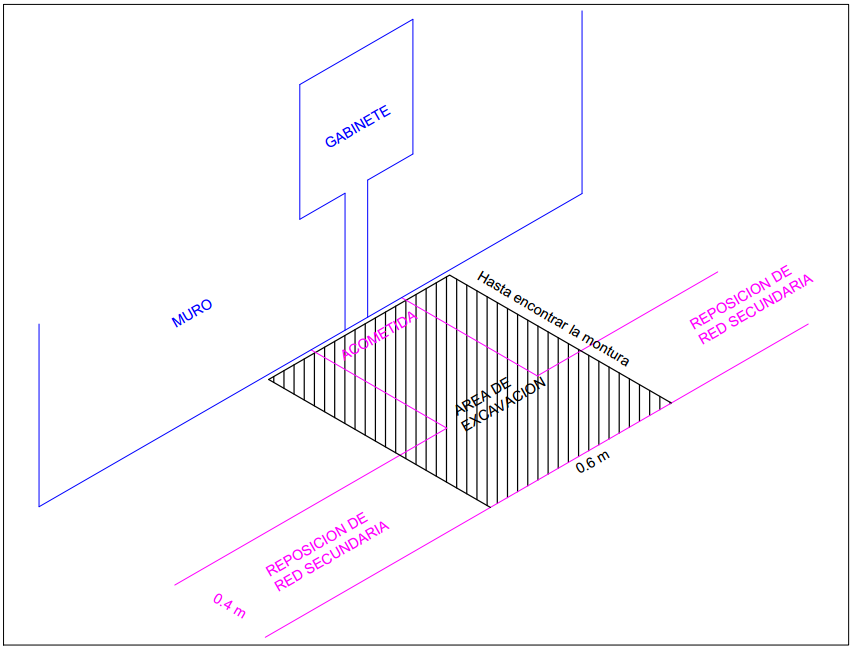 GABINETE
MURO
Hasta encontrar la montura
REPOSICION DE
RED SECUNDARIA
ACOMETIDA
AREA DE
EXCAVACION
0.6 m
REPOSICION DE
RED SECUNDARIA
0.4 m